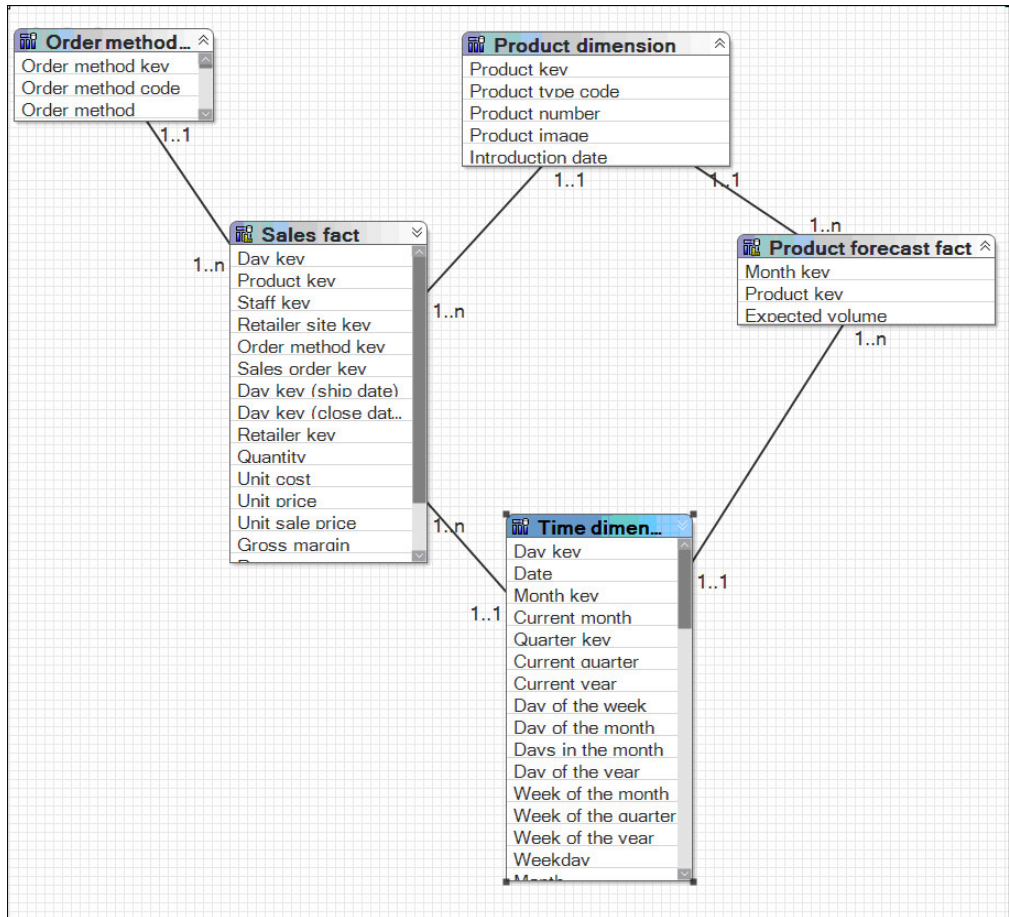 Order method...
Order method key
Order method code
Order method
1..1
Product dimension
Product key
Product type code
Product number
Product image
Introduction date
1..1
1..1
1..n
Sales fact
Day key
Product key
Staff key
Retailer site key
Order method key
Sales order key
Day key (ship date)
Day key (close dat...
Retailer key
Quantity
Unit cost
Unit price
Unit sale price
Gross margin
1..n
1..n
1..n
Product forecast fact
Month key
Product key
Expected volume
1..n
Time dimen...
Day key
Date
Month key
Current month
Quarter key
Current quarter
Current year
Day of the week
Day of the month
Days in the month
Day of the year
Week of the month
Week of the quarter
Week of the year
Weekday
Month
1..1
1..1